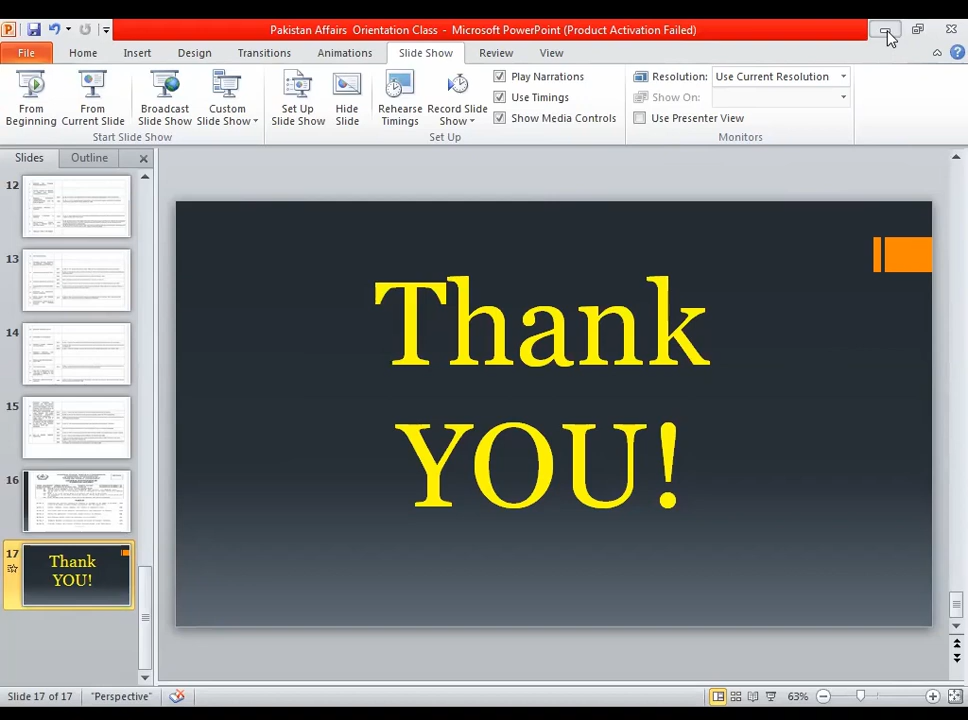 Pakistan Affairs Orientation Class - Microsoft PowerPoint (Product Activation Failed)
File Home Insert Design Transitions Animations Slide Show Review View
From Beginning
From Current Slide
Broadcast Slide Show
Custom Slide Show
Start Slide Show
Set Up Slide Show
Hide Slide
Rehearse Timings
Record Slide Show
Play Narrations
Use Timings
Show Media Controls
Set Up
Resolution: Use Current Resolution
Show On:
Use Presenter View
Monitors
Slides Outline
12
13
14
15
16
17
Thank
YOU!
Thank
YOU!
Slide 17 of 17 "Perspective" 63%